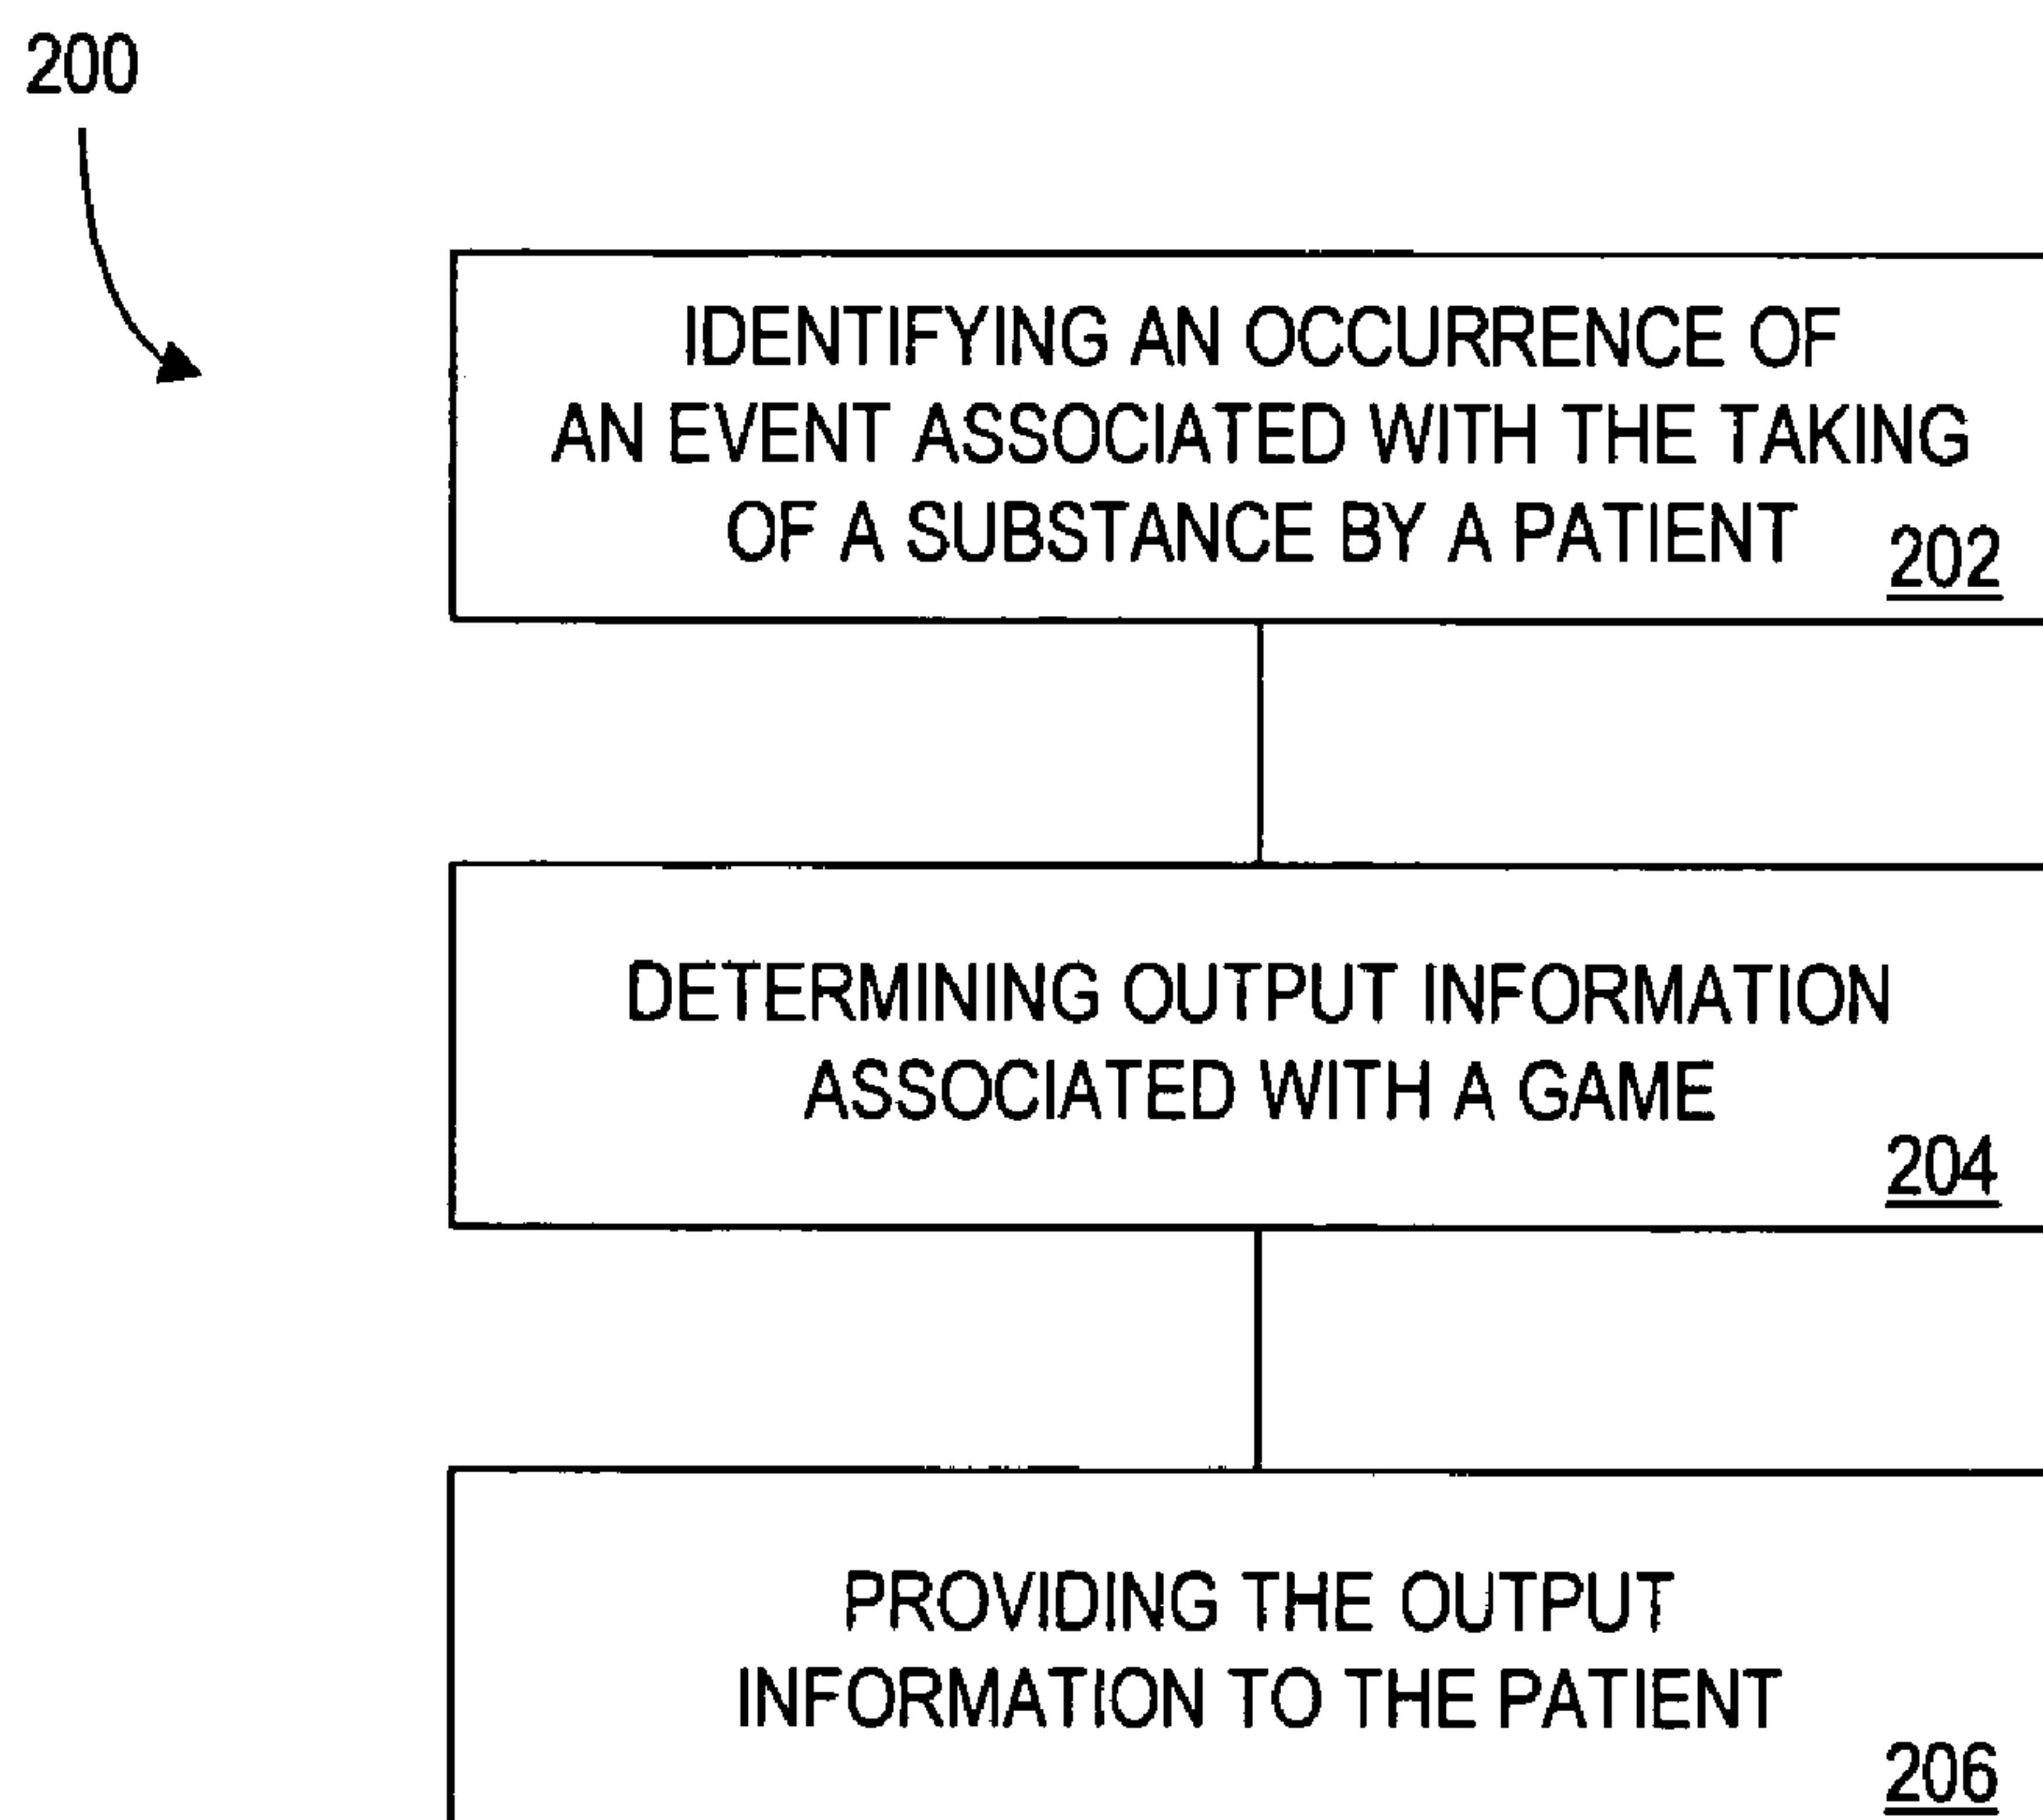 200
IDENTIFYING AN OCCURRENCE OF
AN EVENT ASSOCIATED WITH THE TAKING
OF A SUBSTANCE BY A PATIENT
202
DETERMINING OUTPUT INFORMATION
ASSOCIATED WITH A GAME
204
PROVIDING THE OUTPUT
INFORMATION TO THE PATIENT
206